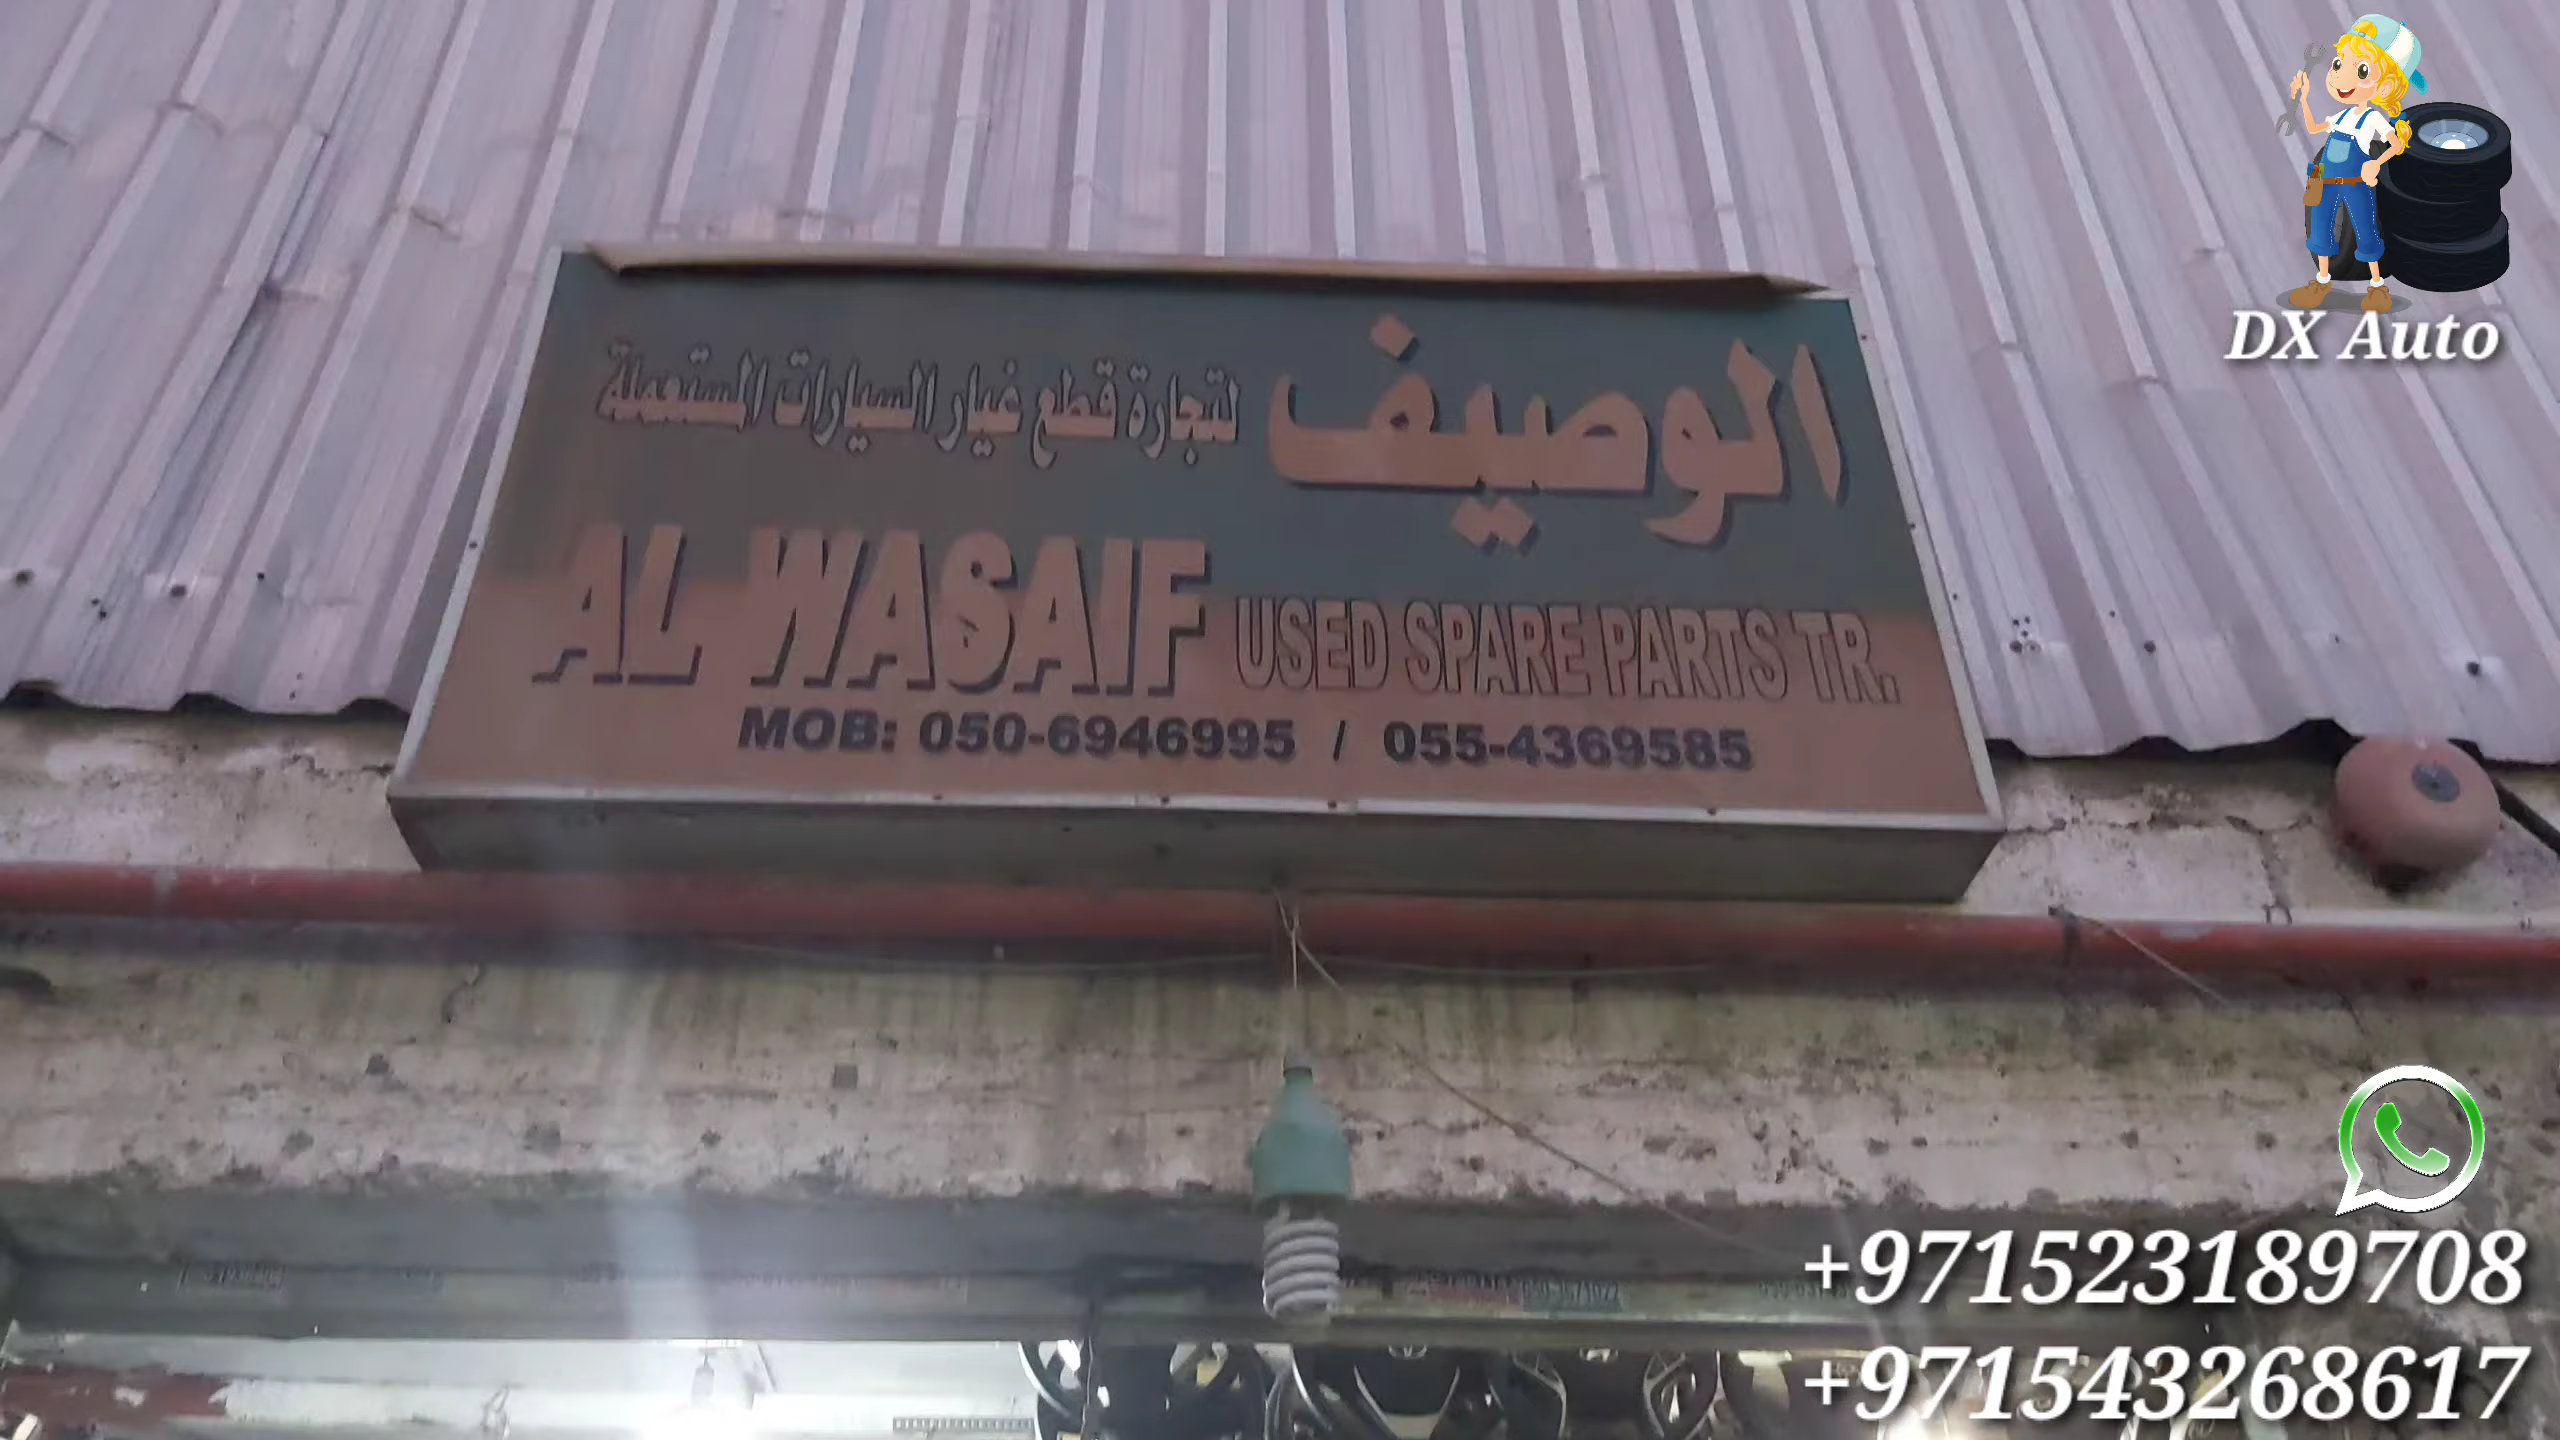 DX Auto
الوصيف لتجارة قطع غيار السيارات المستعملة
AL WASAIF USED SPARE PARTS TR.
MOB: 050-6946995 / 055-4369585
+971523189708
+971543268617